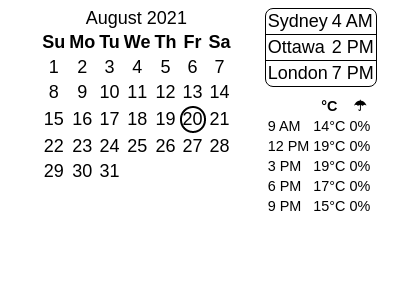 August 2021
Su Mo Tu We Th Fr Sa
1 2 3 4 5 6 7
8 9 10 11 12 13 14
15 16 17 18 19 20 21
22 23 24 25 26 27 28
29 30 31
Sydney 4 AM
Ottawa 2 PM
London 7 PM
°C ☂
9 AM 14°C 0%
12 PM 19°C 0%
3 PM 19°C 0%
6 PM 17°C 0%
9 PM 15°C 0%